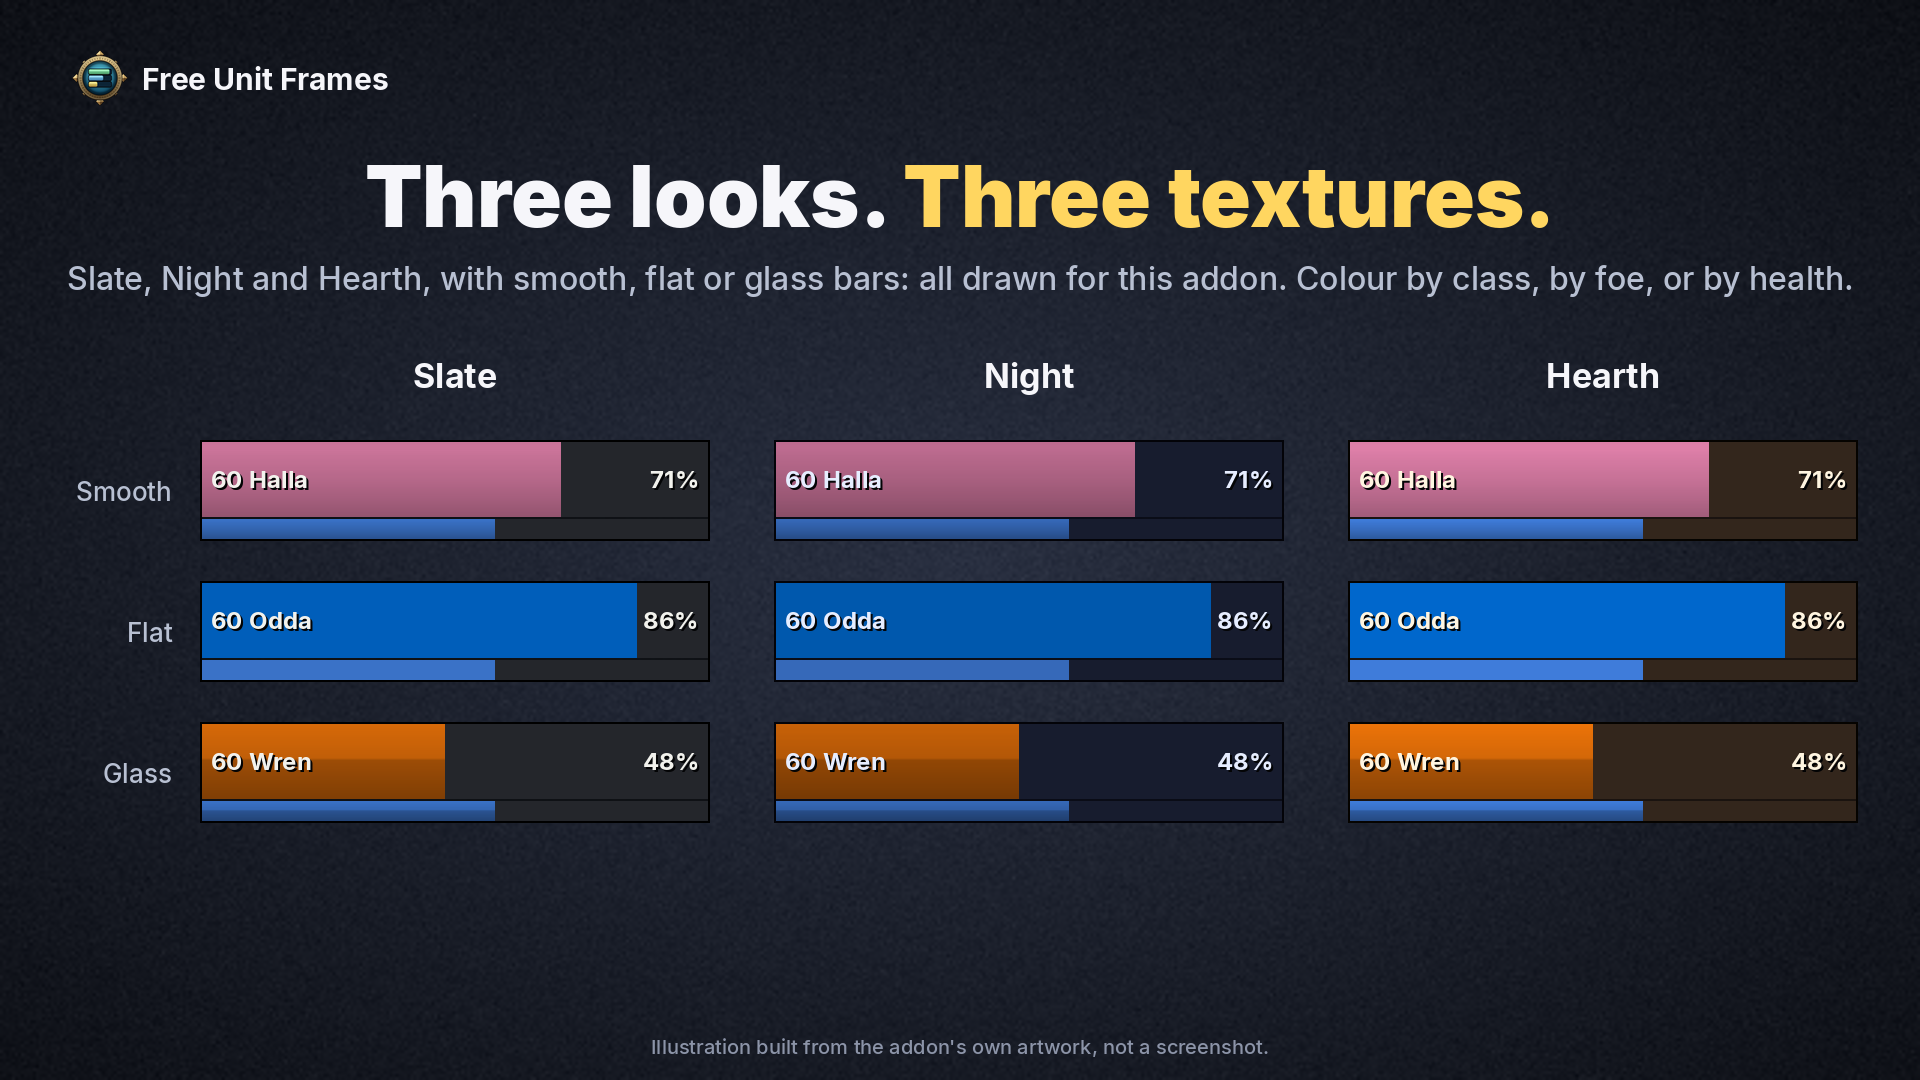 Free Unit Frames
Three looks. Three textures.
Slate, Night and Hearth, with smooth, flat or glass bars: all drawn for this addon. Colour by class, by foe, or by health.
Slate Night Hearth
Smooth 60 Halla 71% 60 Halla 71% 60 Halla 71%
Flat 60 Odda 86% 60 Odda 86% 60 Odda 86%
Glass 60 Wren 48% 60 Wren 48% 60 Wren 48%
Illustration built from the addon's own artwork, not a screenshot.